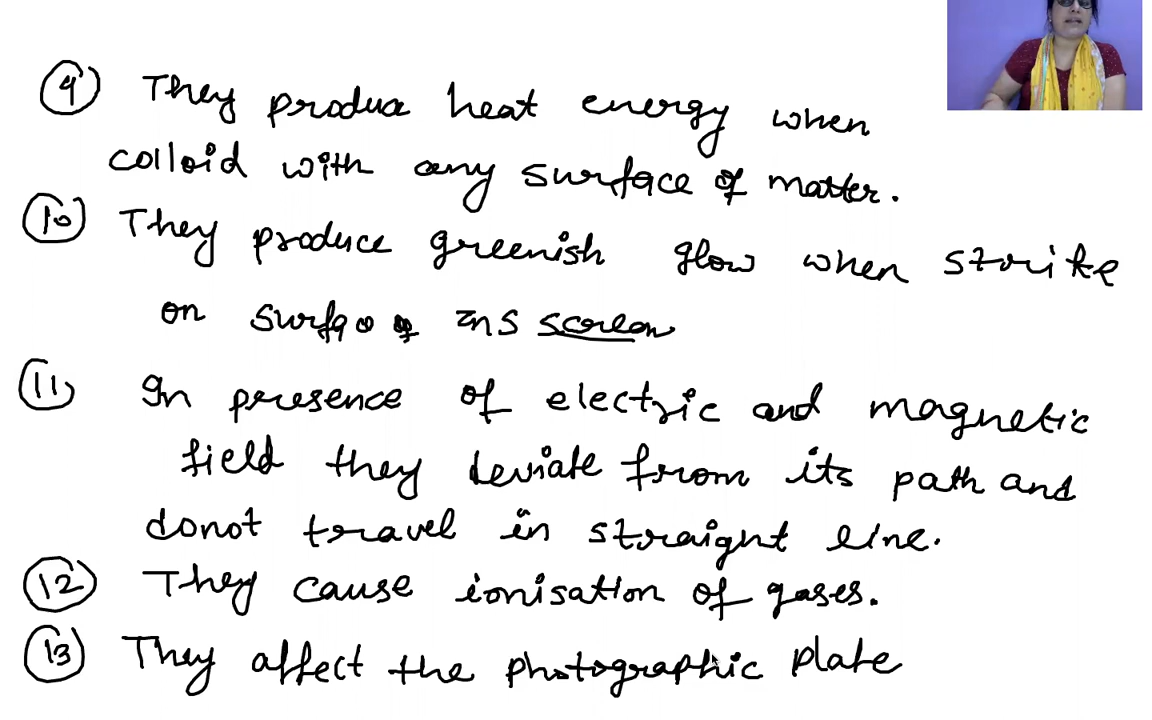 9 They produce heat energy when
colloid with any surface of matter.
10 They produce greenish glow when strike
on surface of ZnS screen
11 In presence of electric and magnetic
field they deviate from its path and
donot travel in straight line.
12 They cause ionisation of gases.
13 They affect the photographic plate